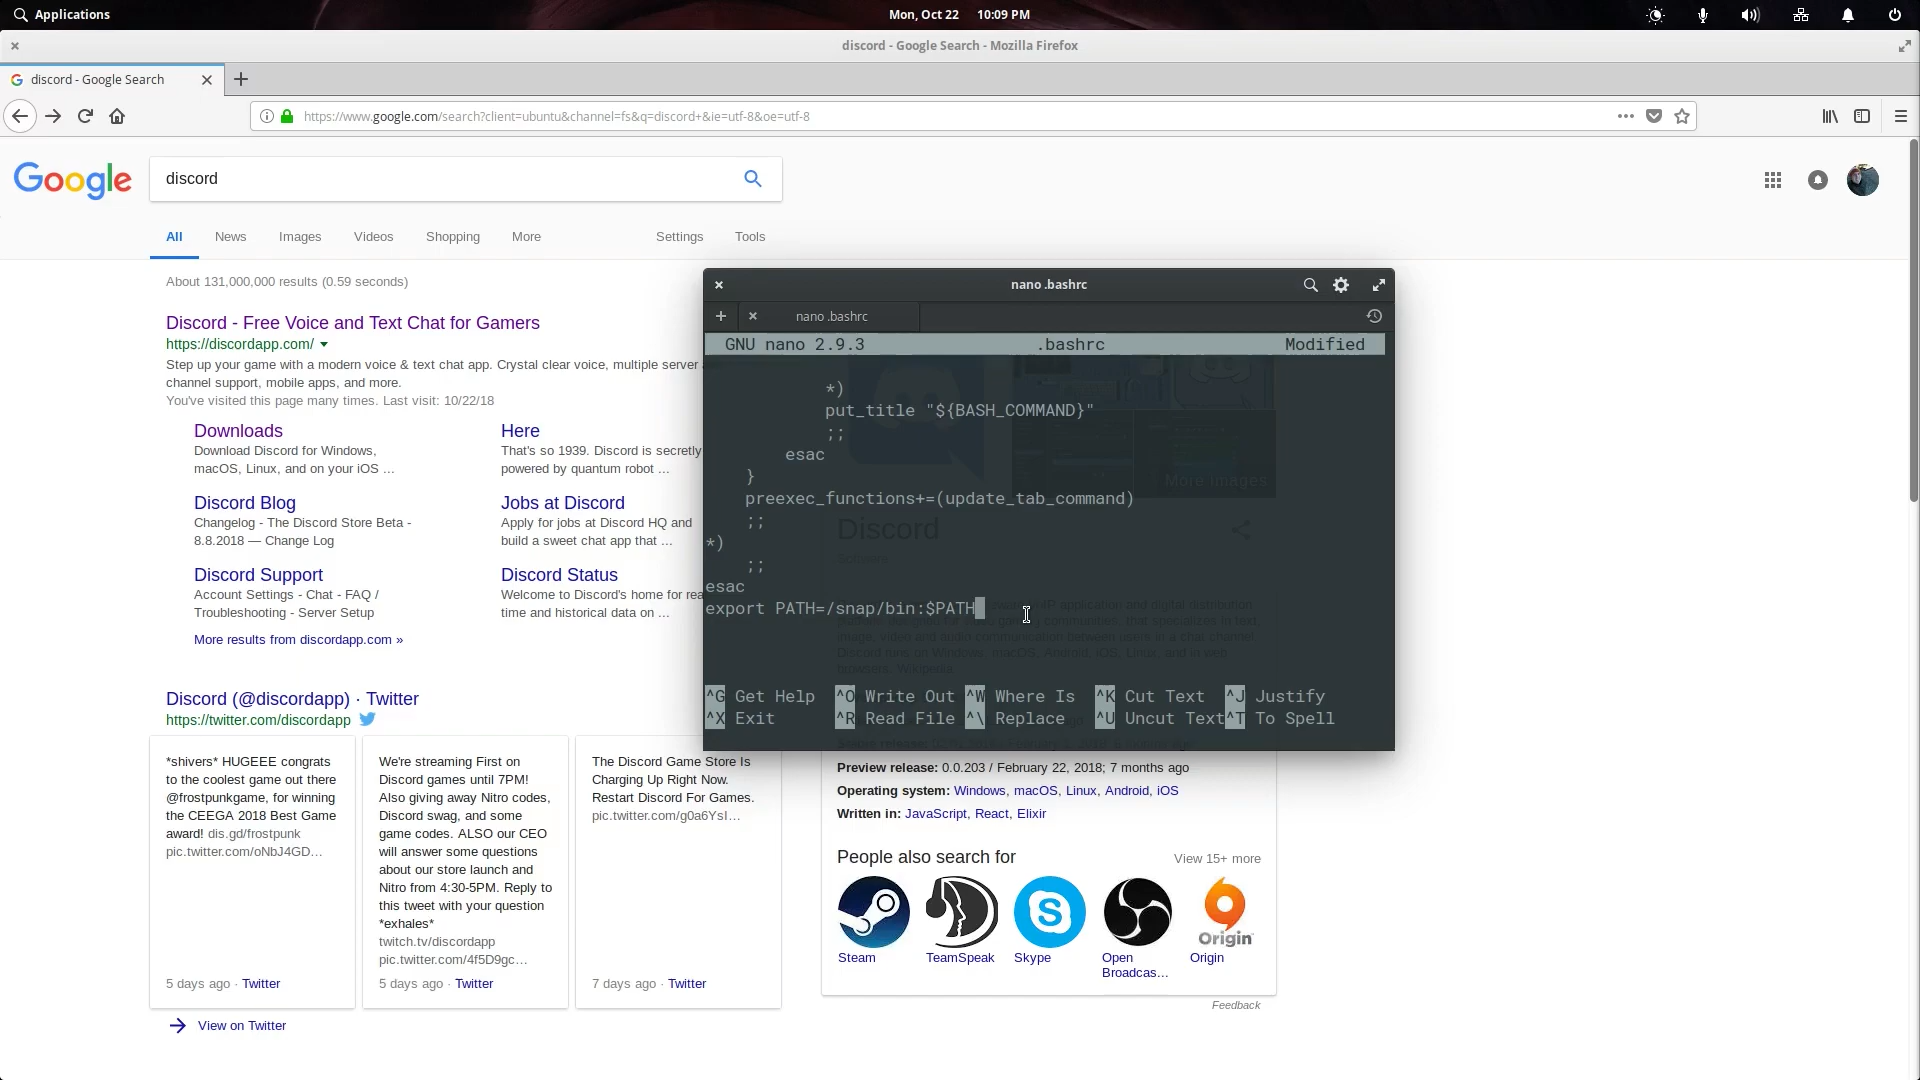 Applications
Mon, Oct 22 10:09 PM
discord - Google Search - Mozilla Firefox
discord - Google Search
https://www.google.com/search?client=ubuntu&channel=fs&q=discord+&ie=utf-8&oe=utf-8
Google
discord
All News Images Videos Shopping More Settings Tools
About 131,000,000 results (0.59 seconds)
Discord - Free Voice and Text Chat for Gamers
https://discordapp.com/
Step up your game with a modern voice & text chat app. Crystal clear voice, multiple server and
channel support, mobile apps, and more.
You've visited this page many times. Last visit: 10/22/18
Downloads
Download Discord for Windows,
macOS, Linux, and on your iOS ...
Here
That's so 1939. Discord is secretly
powered by quantum robot ...
Discord Blog
Changelog - The Discord Store Beta -
8.8.2018 — Change Log
Jobs at Discord
Apply for jobs at Discord HQ and
build a sweet chat app that ...
Discord Support
Account Settings - Chat - FAQ /
Troubleshooting - Server Setup
Discord Status
Welcome to Discord's home for rea
time and historical data on ...
More results from discordapp.com »
Discord (@discordapp) · Twitter
https://twitter.com/discordapp
*shivers* HUGEEE congrats
to the coolest game out there
@frostpunkgame, for winning
the CEEGA 2018 Best Game
award! dis.gd/frostpunk
pic.twitter.com/oNbJ4GD...
5 days ago · Twitter
We're streaming First on
Discord games until 7PM!
Also giving away Nitro codes,
Discord swag, and some
game codes. ALSO our CEO
will answer some questions
about our store launch and
Nitro from 4:30-5PM. Reply to
this tweet with your question
*exhales*
twitch.tv/discordapp
pic.twitter.com/4f5D9gc...
5 days ago · Twitter
The Discord Game Store Is
Charging Up Right Now.
Restart Discord For Games.
pic.twitter.com/g0a6YsI...
7 days ago · Twitter
View on Twitter
nano .bashrc
nano .bashrc
GNU nano 2.9.3 .bashrc Modified
*)
put_title "${BASH_COMMAND}"
;;
esac
}
preexec_functions+=(update_tab_command)
;;
*)
;;
esac
export PATH=/snap/bin:$PATH
^G Get Help ^O Write Out ^W Where Is ^K Cut Text ^J Justify
^X Exit ^R Read File ^\ Replace ^U Uncut Text ^T To Spell
More images
Discord
Software
Preview release: 0.0.203 / February 22, 2018; 7 months ago
Operating system: Windows, macOS, Linux, Android, iOS
Written in: JavaScript, React, Elixir
People also search for
View 15+ more
Origin
Steam
TeamSpeak
Skype
Open
Broadcas...
Origin
Feedback